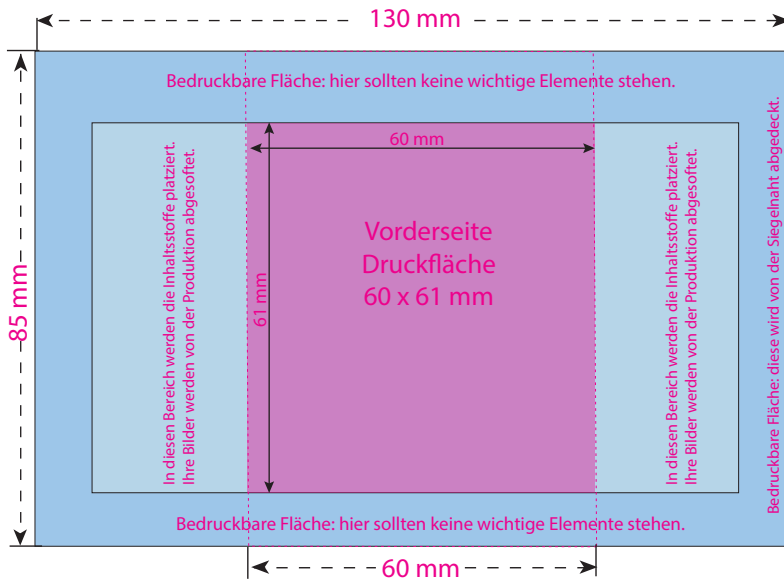 130 mm
Bedruckbare Fläche: hier sollten keine wichtige Elemente stehen.
60 mm
85 mm
In diesen Bereich werden die Inhaltsstoffe platziert.
Ihre Bilder werden von der Produktion abgesoftet.
61 mm
Vorderseite
Druckfläche
60 x 61 mm
In diesen Bereich werden die Inhaltsstoffe platziert.
Ihre Bilder werden von der Produktion abgesoftet.
Bedruckbare Fläche: diese wird von der Siegelnaht abgedeckt.
Bedruckbare Fläche: hier sollten keine wichtige Elemente stehen.
60 mm